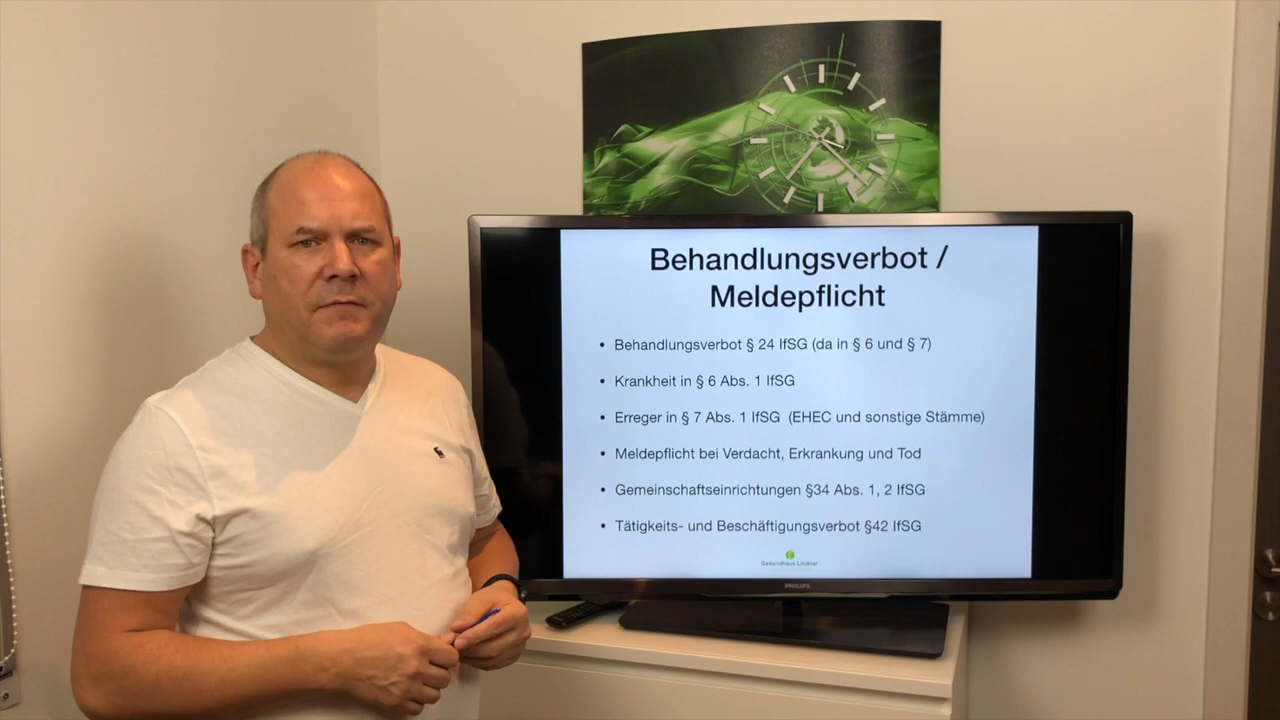 Behandlungsverbot /
Meldepflicht
• Behandlungsverbot § 24 IfSG (da in § 6 und § 7)
• Krankheit in § 6 Abs. 1 IfSG
• Erreger in § 7 Abs. 1 IfSG (EHEC und sonstige Stämme)
• Meldepflicht bei Verdacht, Erkrankung und Tod
• Gemeinschaftseinrichtungen §34 Abs. 1, 2 IfSG
• Tätigkeits- und Beschäftigungsverbot §42 IfSG
Gesundhaus Lindner
PHILIPS